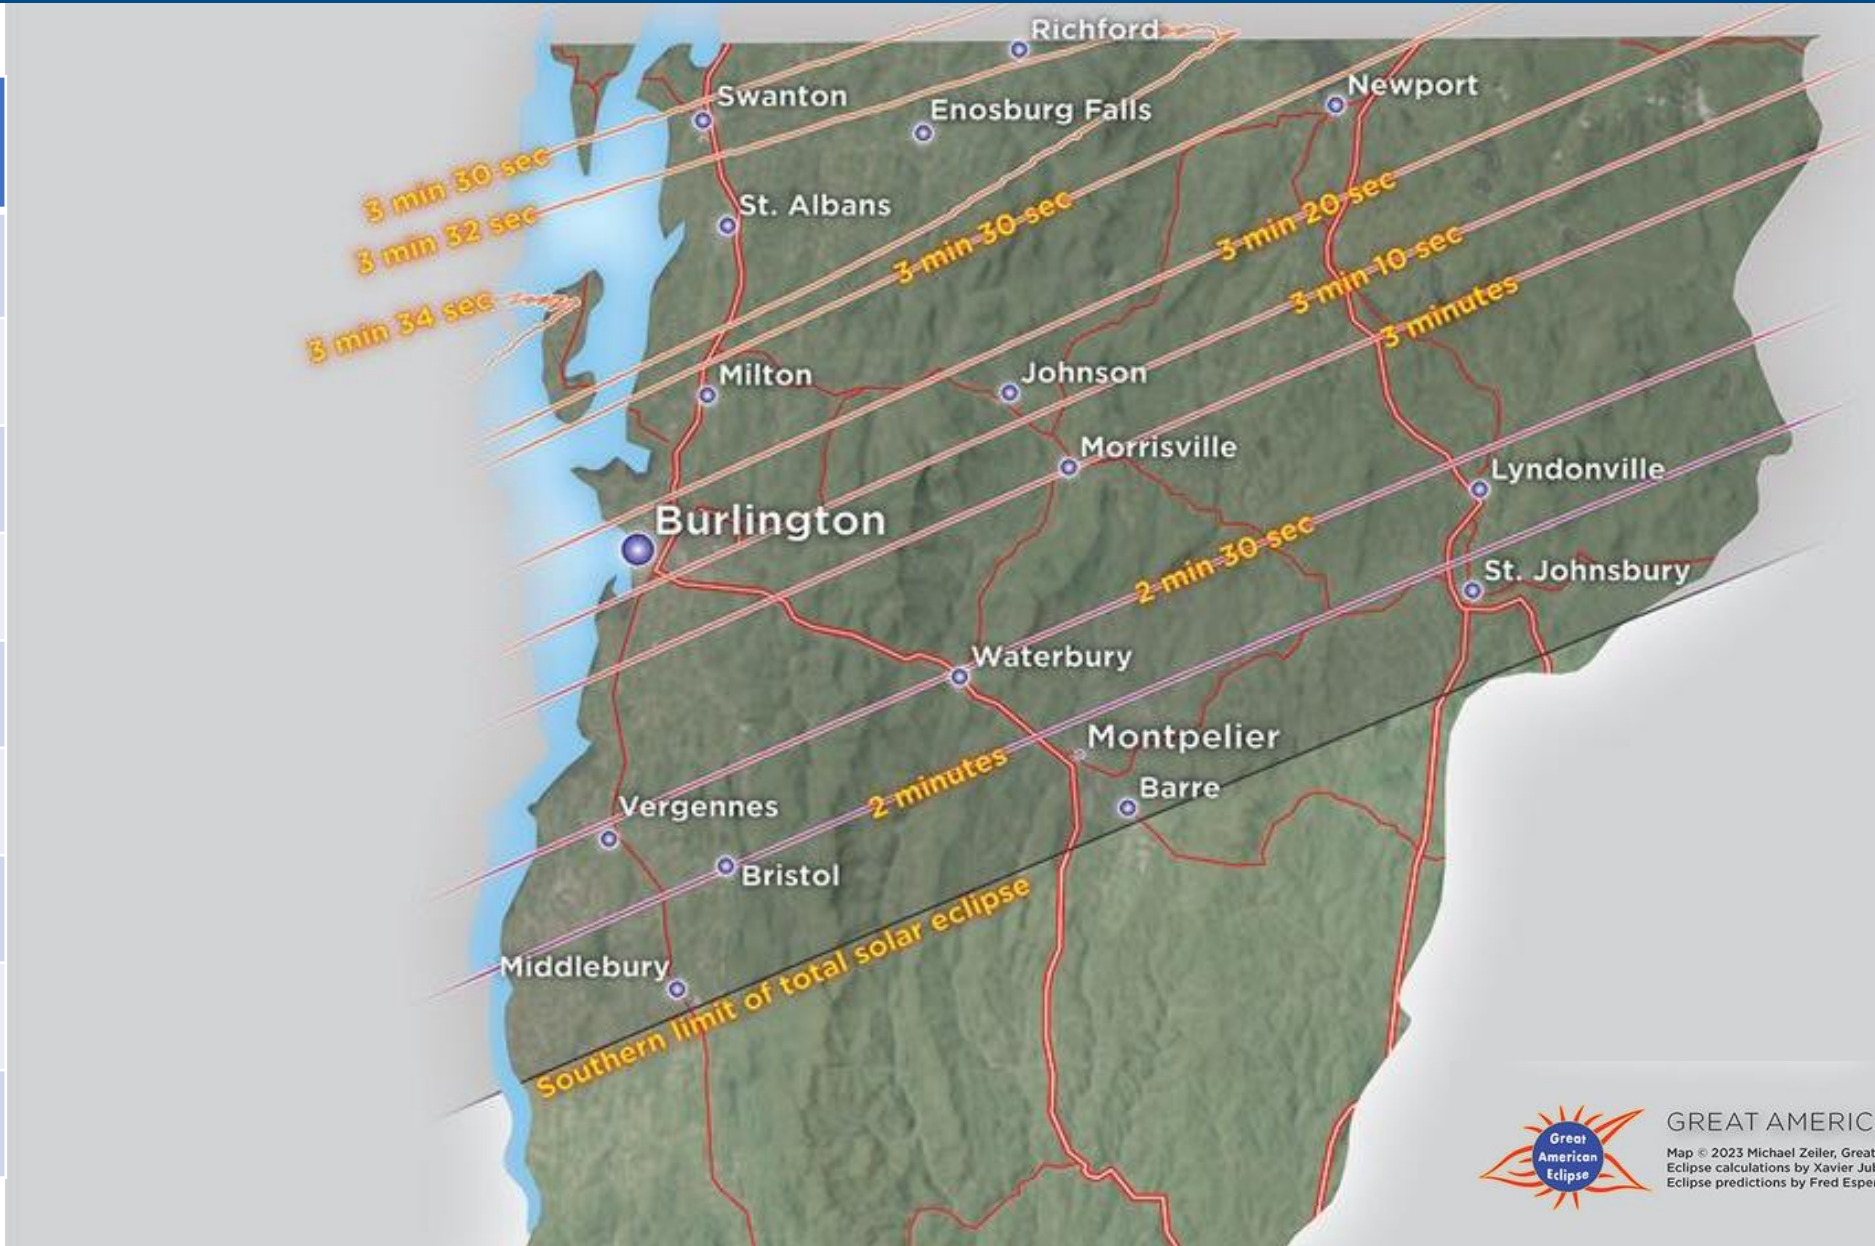 Richford
Newport
Swanton
Enosburg Falls
3 min 30 sec
3 min 32 sec
St. Albans
3 min 30 sec
3 min 20 sec
3 min 10 sec
3 minutes
3 min 34 sec
Milton
Johnson
Morrisville
Lyndonville
Burlington
2 min 30 sec
St. Johnsbury
Waterbury
Montpelier
2 minutes
Barre
Vergennes
Bristol
Middlebury
Southern limit of total solar eclipse
Great
American
Eclipse
GREAT AMERIC
Map © 2023 Michael Zeiler, Great
Eclipse calculations by Xavier Jub
Eclipse predictions by Fred Espen